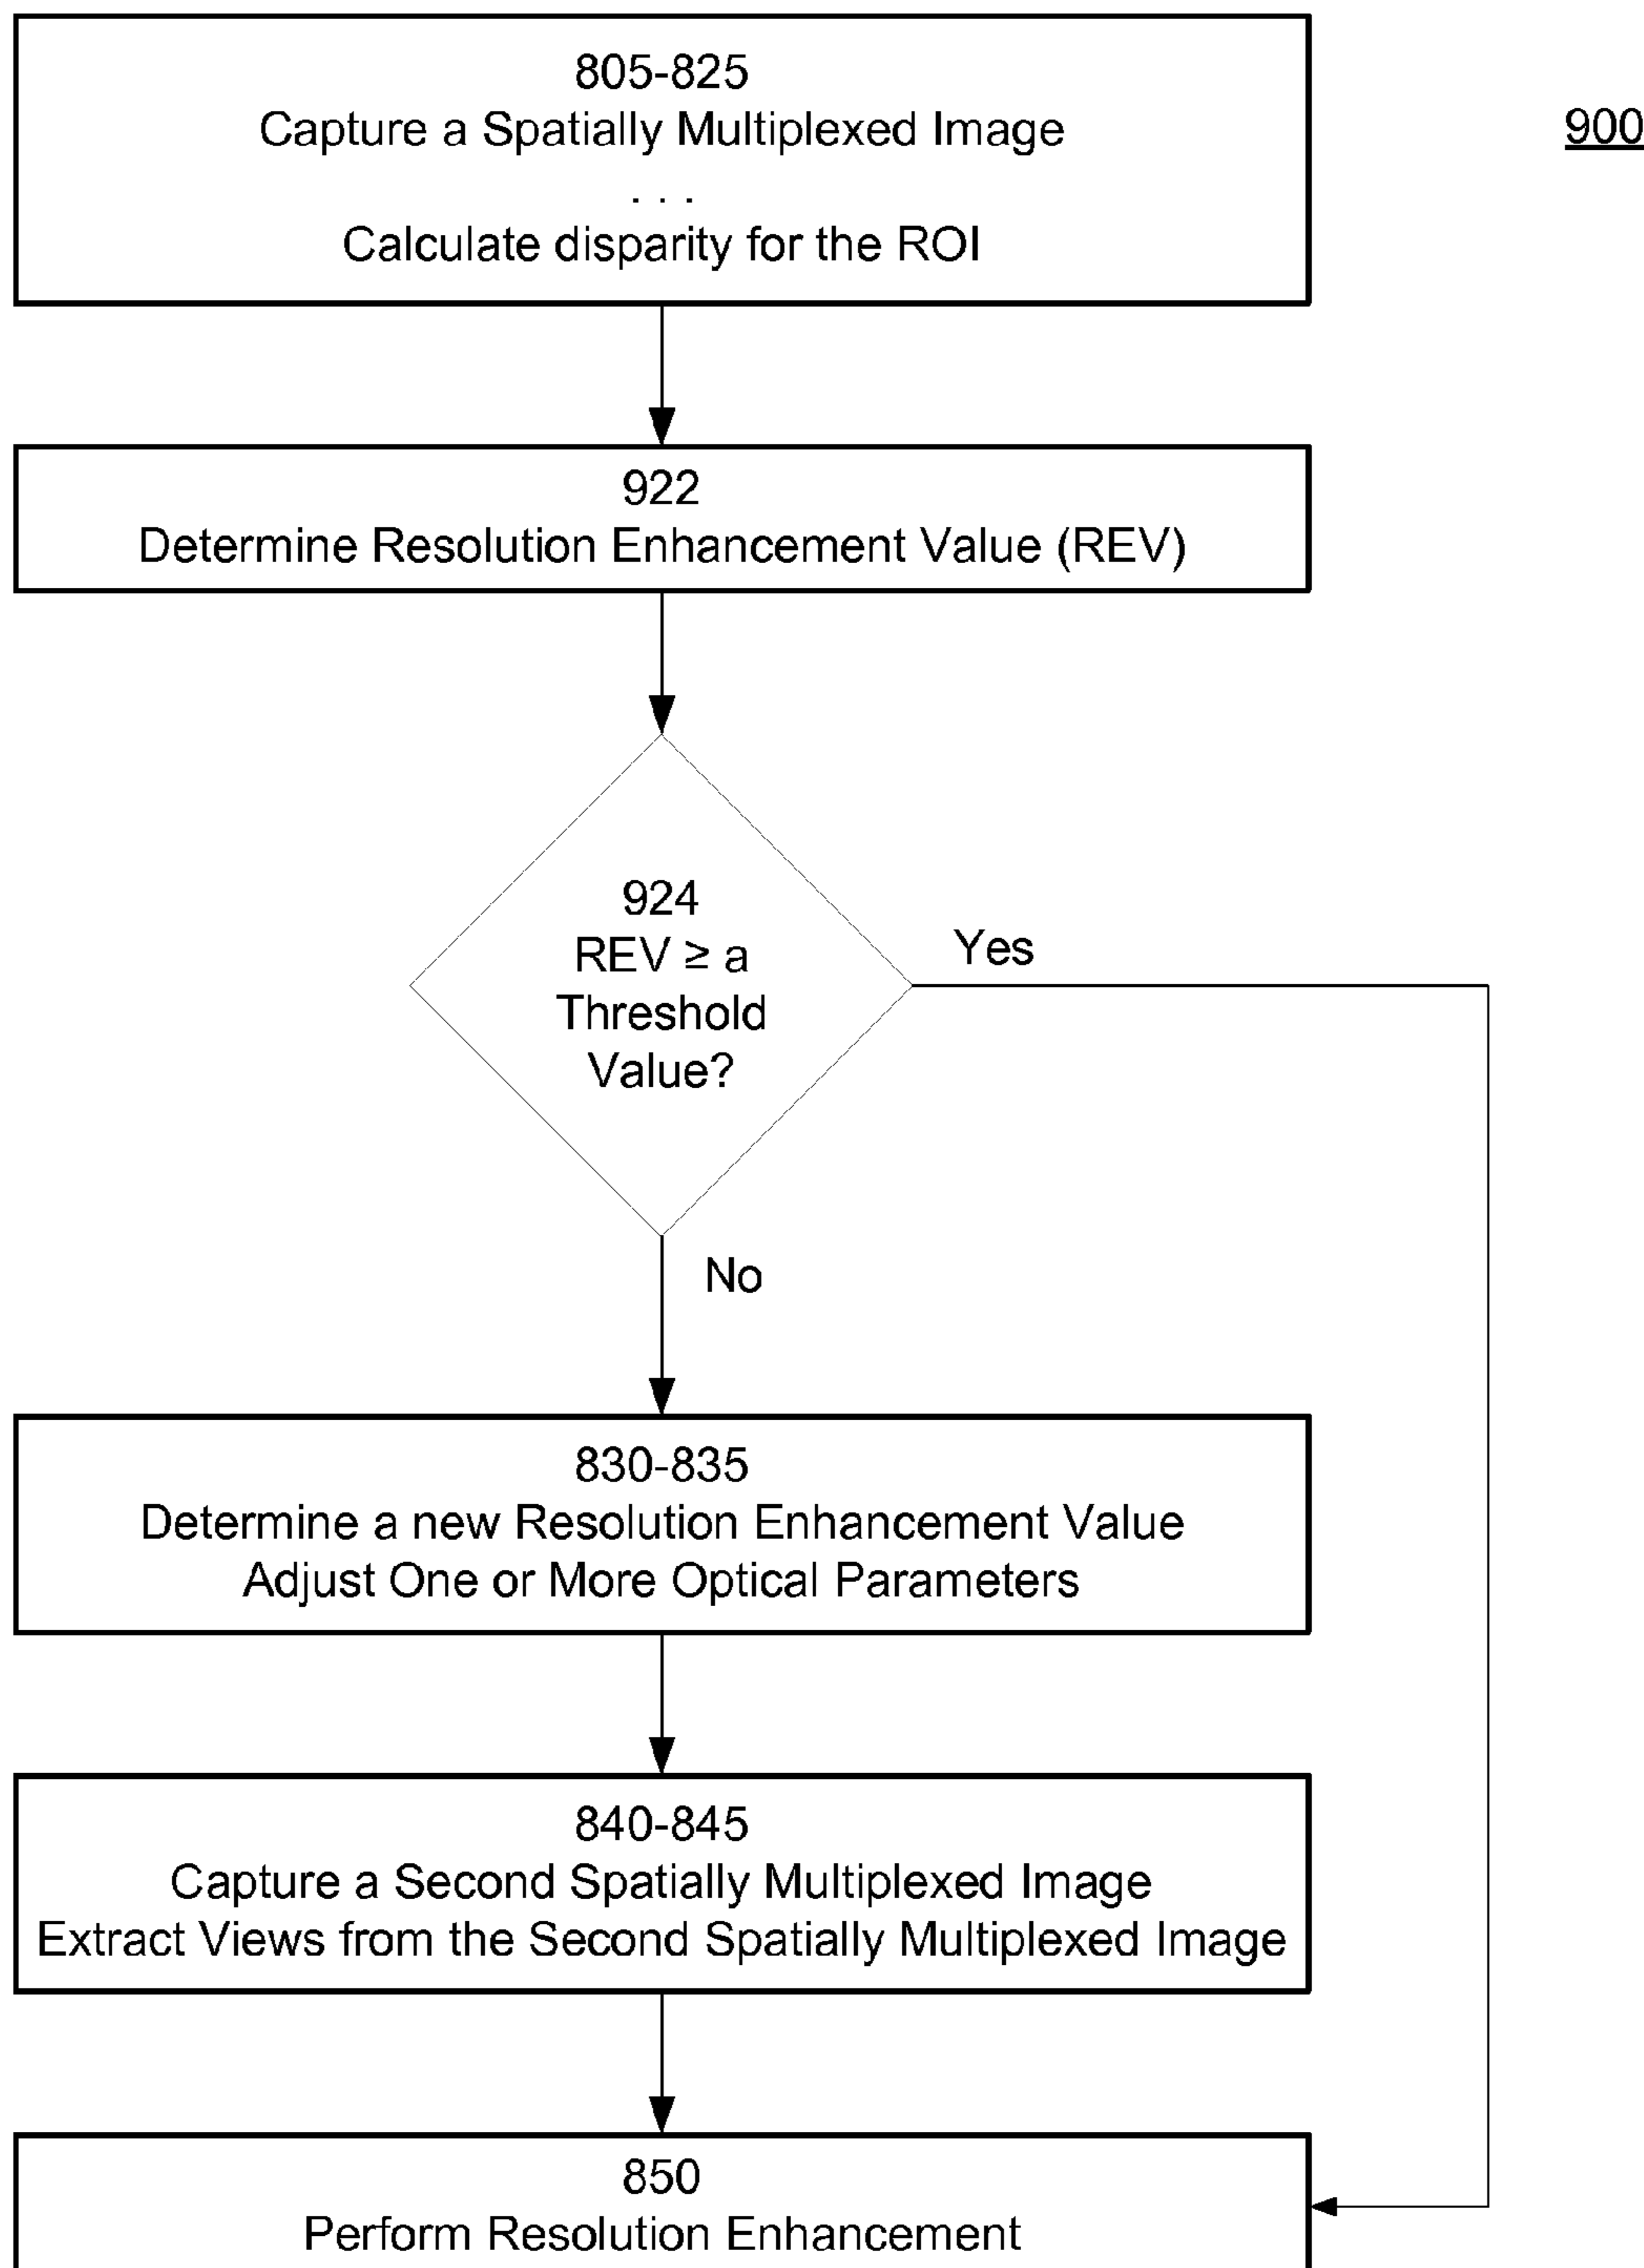 805-825
Capture a Spatially Multiplexed Image
. . .
Calculate disparity for the ROI
900
922
Determine Resolution Enhancement Value (REV)
924
REV ≥ a
Threshold
Value?
Yes
No
830-835
Determine a new Resolution Enhancement Value
Adjust One or More Optical Parameters
840-845
Capture a Second Spatially Multiplexed Image
Extract Views from the Second Spatially Multiplexed Image
850
Perform Resolution Enhancement